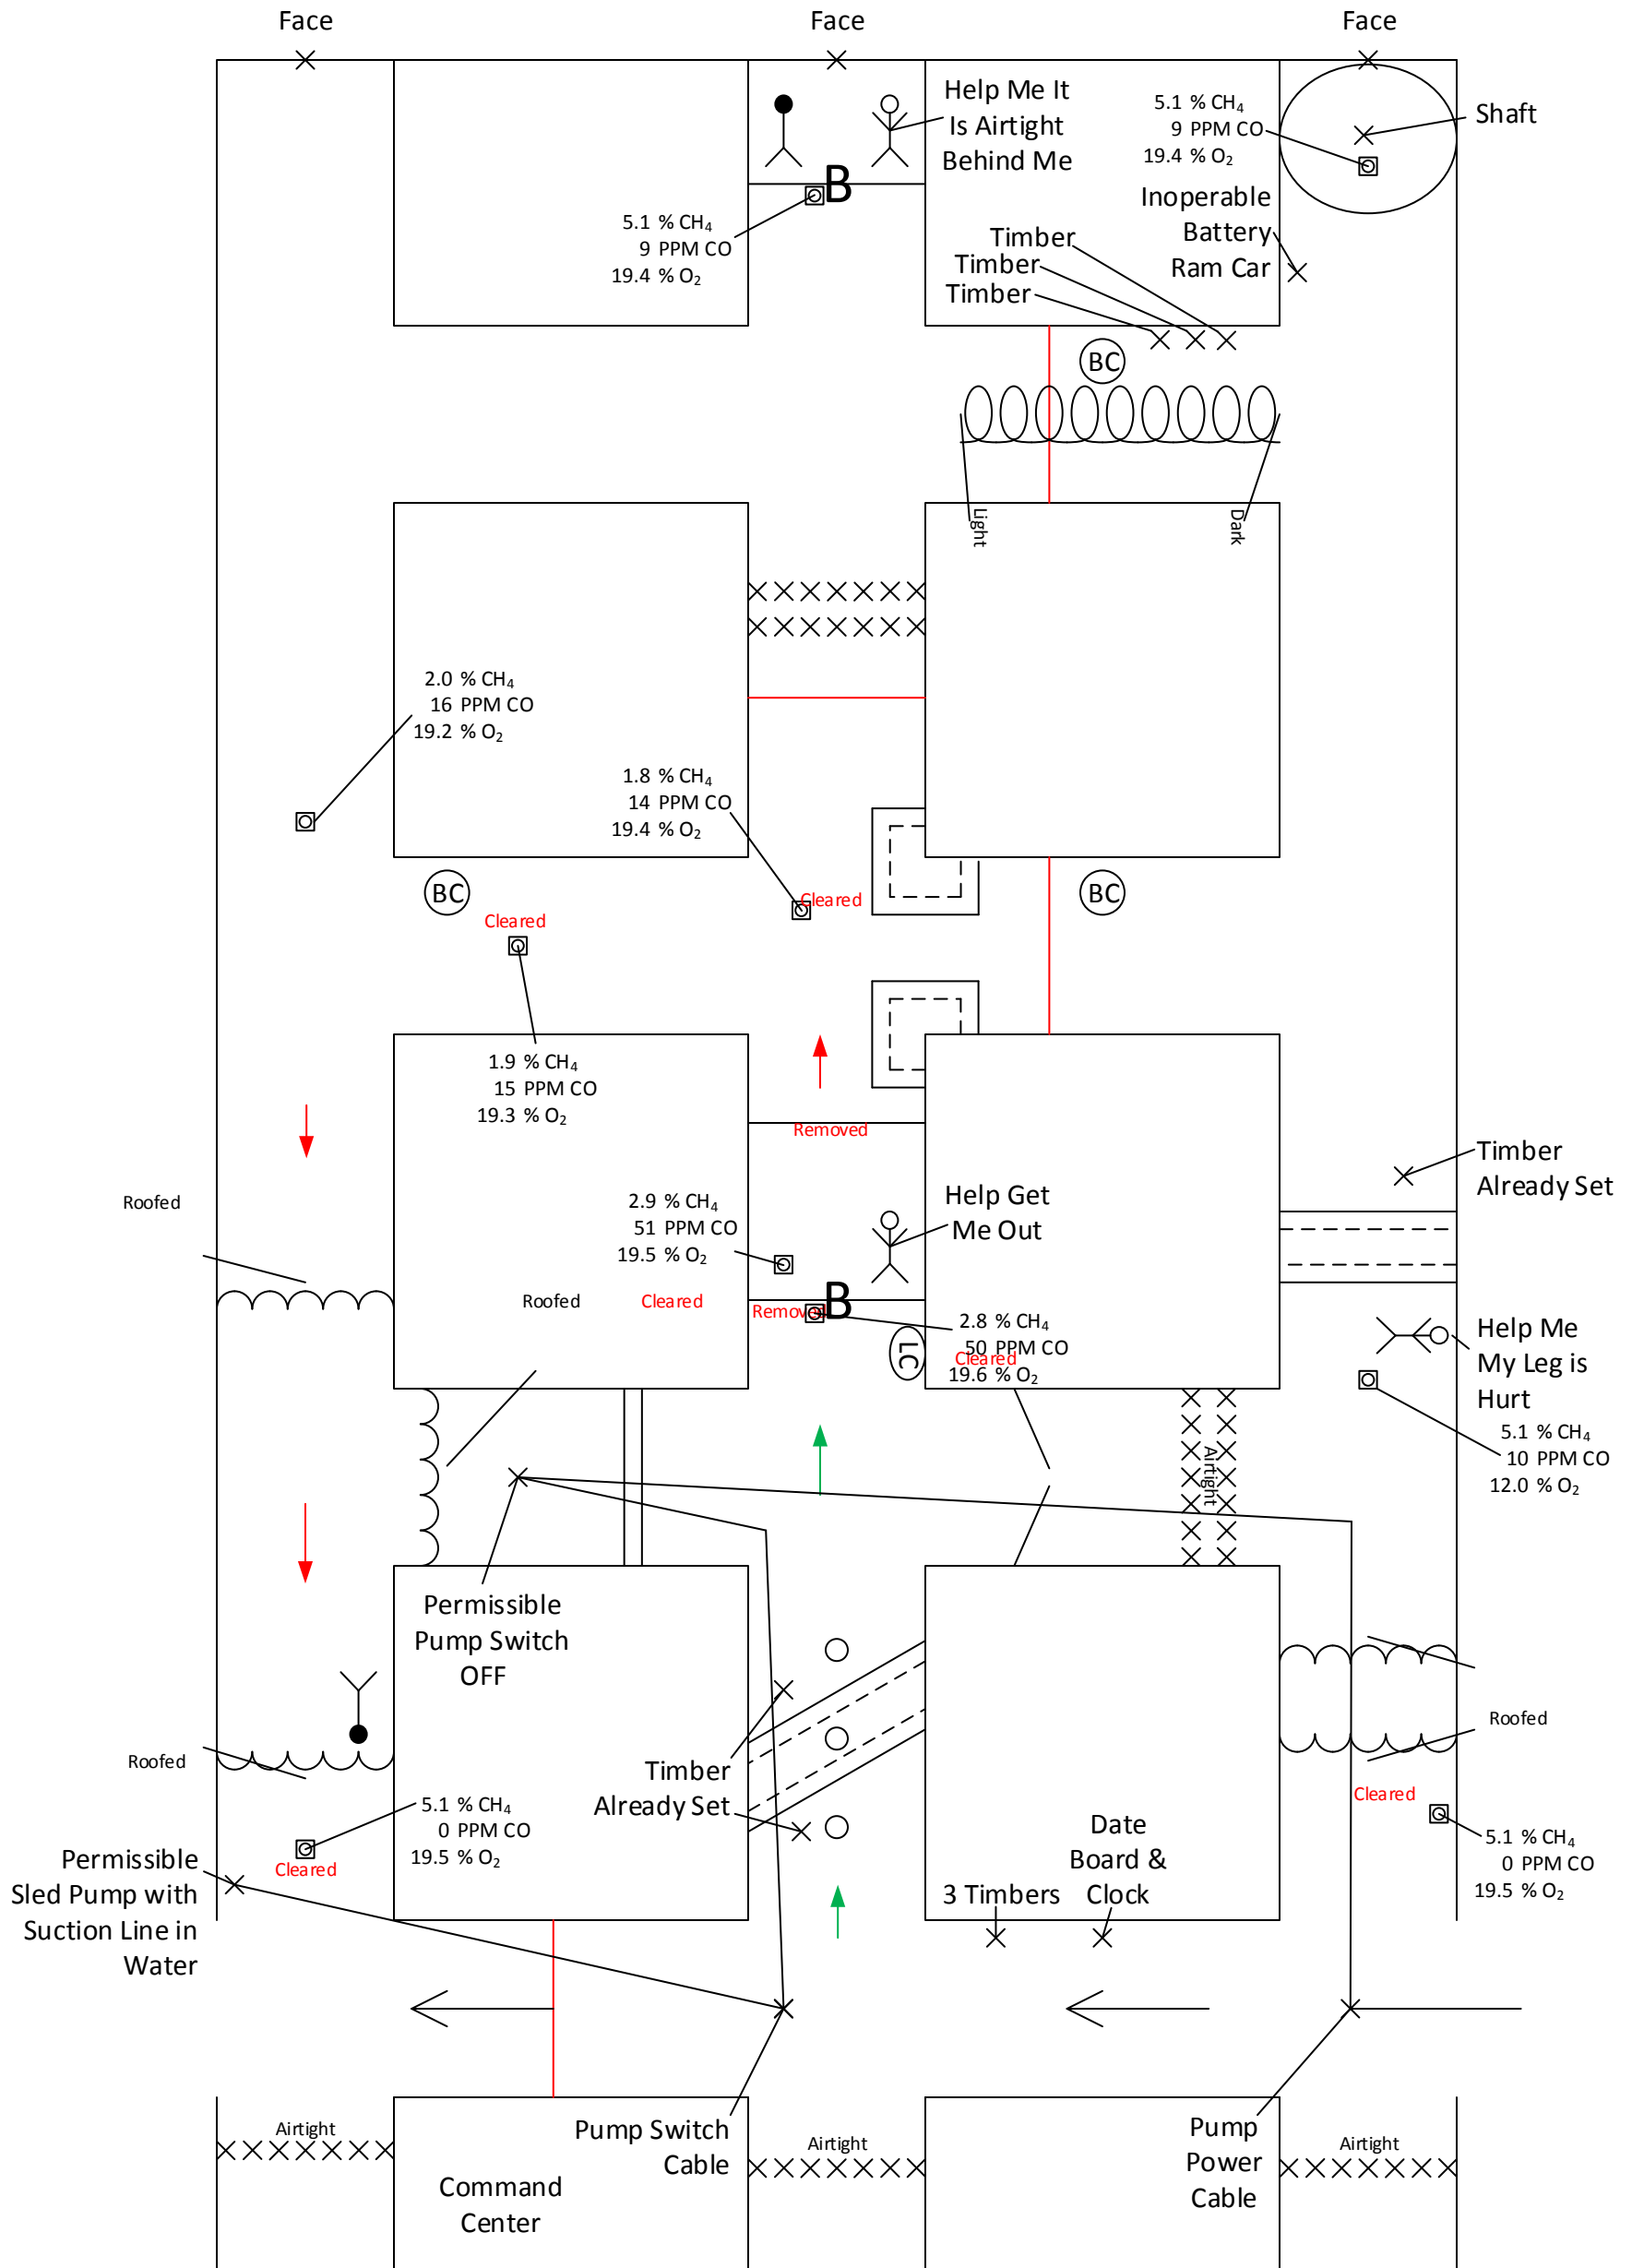 Face
Face
Face
Help Me It
Is Airtight
Behind Me
5.1 % CH₄
9 PPM CO
19.4 % O₂
Shaft
B
5.1 % CH₄
9 PPM CO
19.4 % O₂
Inoperable
Battery
Ram Car
Timber
Timber
Timber
BC
Light
Dark
2.0 % CH₄
16 PPM CO
19.2 % O₂
1.8 % CH₄
14 PPM CO
19.4 % O₂
BC
Cleared
BC
Cleared
1.9 % CH₄
15 PPM CO
19.3 % O₂
Removed
Timber
Already Set
Roofed
2.9 % CH₄
51 PPM CO
19.5 % O₂
Help Get
Me Out
Roofed
Cleared
Removed
B
LC
2.8 % CH₄
50 PPM CO
19.6 % O₂
Cleared
Help Me
My Leg is
Hurt
5.1 % CH₄
10 PPM CO
12.0 % O₂
Airtight
Permissible
Pump Switch
OFF
Roofed
Roofed
Timber
Already Set
Cleared
5.1 % CH₄
0 PPM CO
19.5 % O₂
Cleared
5.1 % CH₄
0 PPM CO
19.5 % O₂
Permissible
Sled Pump with
Suction Line in
Water
Date
Board &
Clock
3 Timbers
Airtight
Pump Switch
Cable
Airtight
Pump
Power
Cable
Airtight
Command
Center